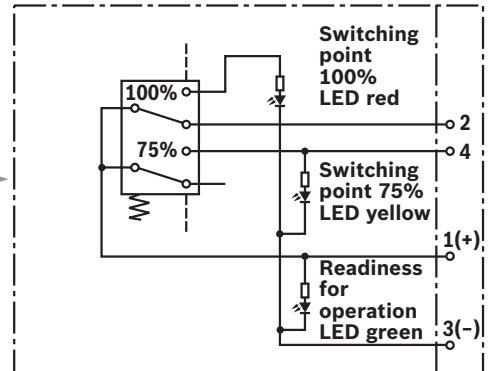 Switching
point
100%
LED red
100%
2
75%
4
Switching
point 75%
LED yellow
1(+)
Readiness
for
operation
LED green
3(−)